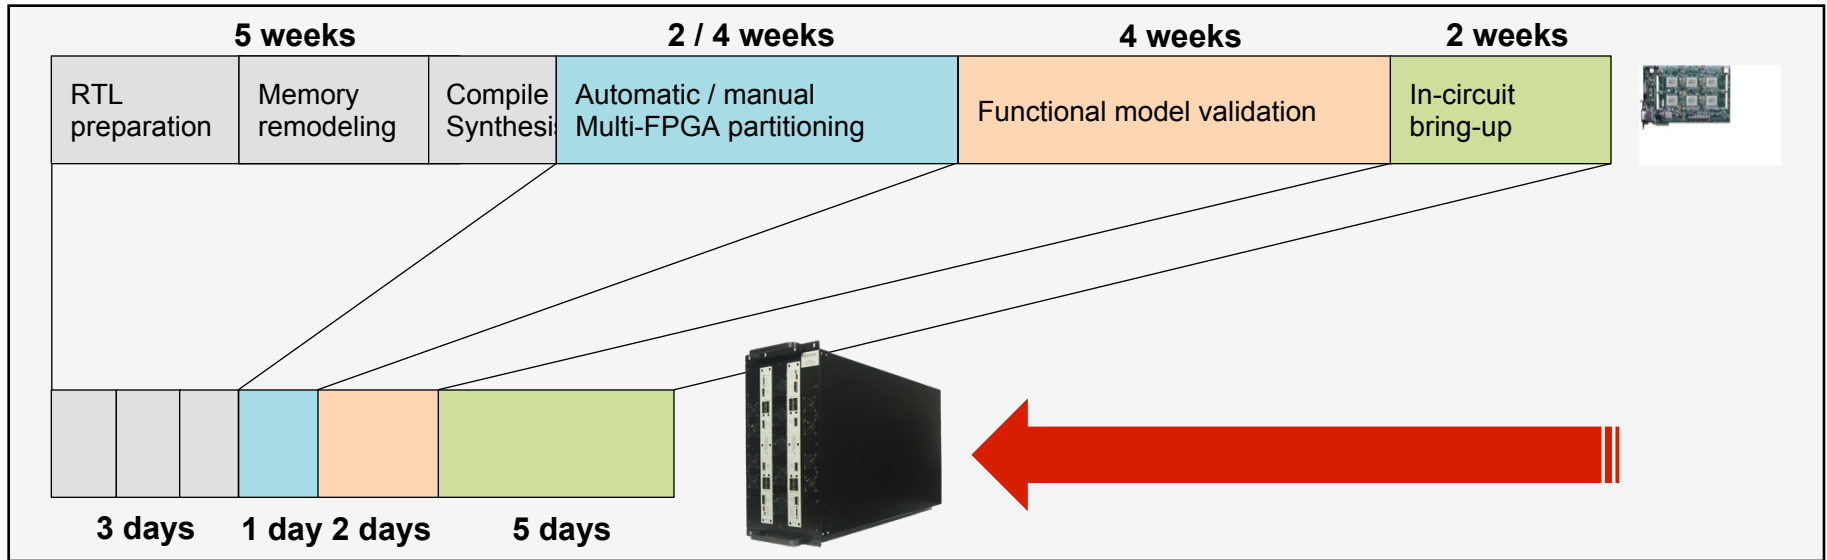 5 weeks
2 / 4 weeks
4 weeks
2 weeks
RTL
preparation
Memory
remodeling
Compile
Synthesis
Automatic / manual
Multi-FPGA partitioning
Functional model validation
In-circuit
bring-up
3 days
1 day
2 days
5 days